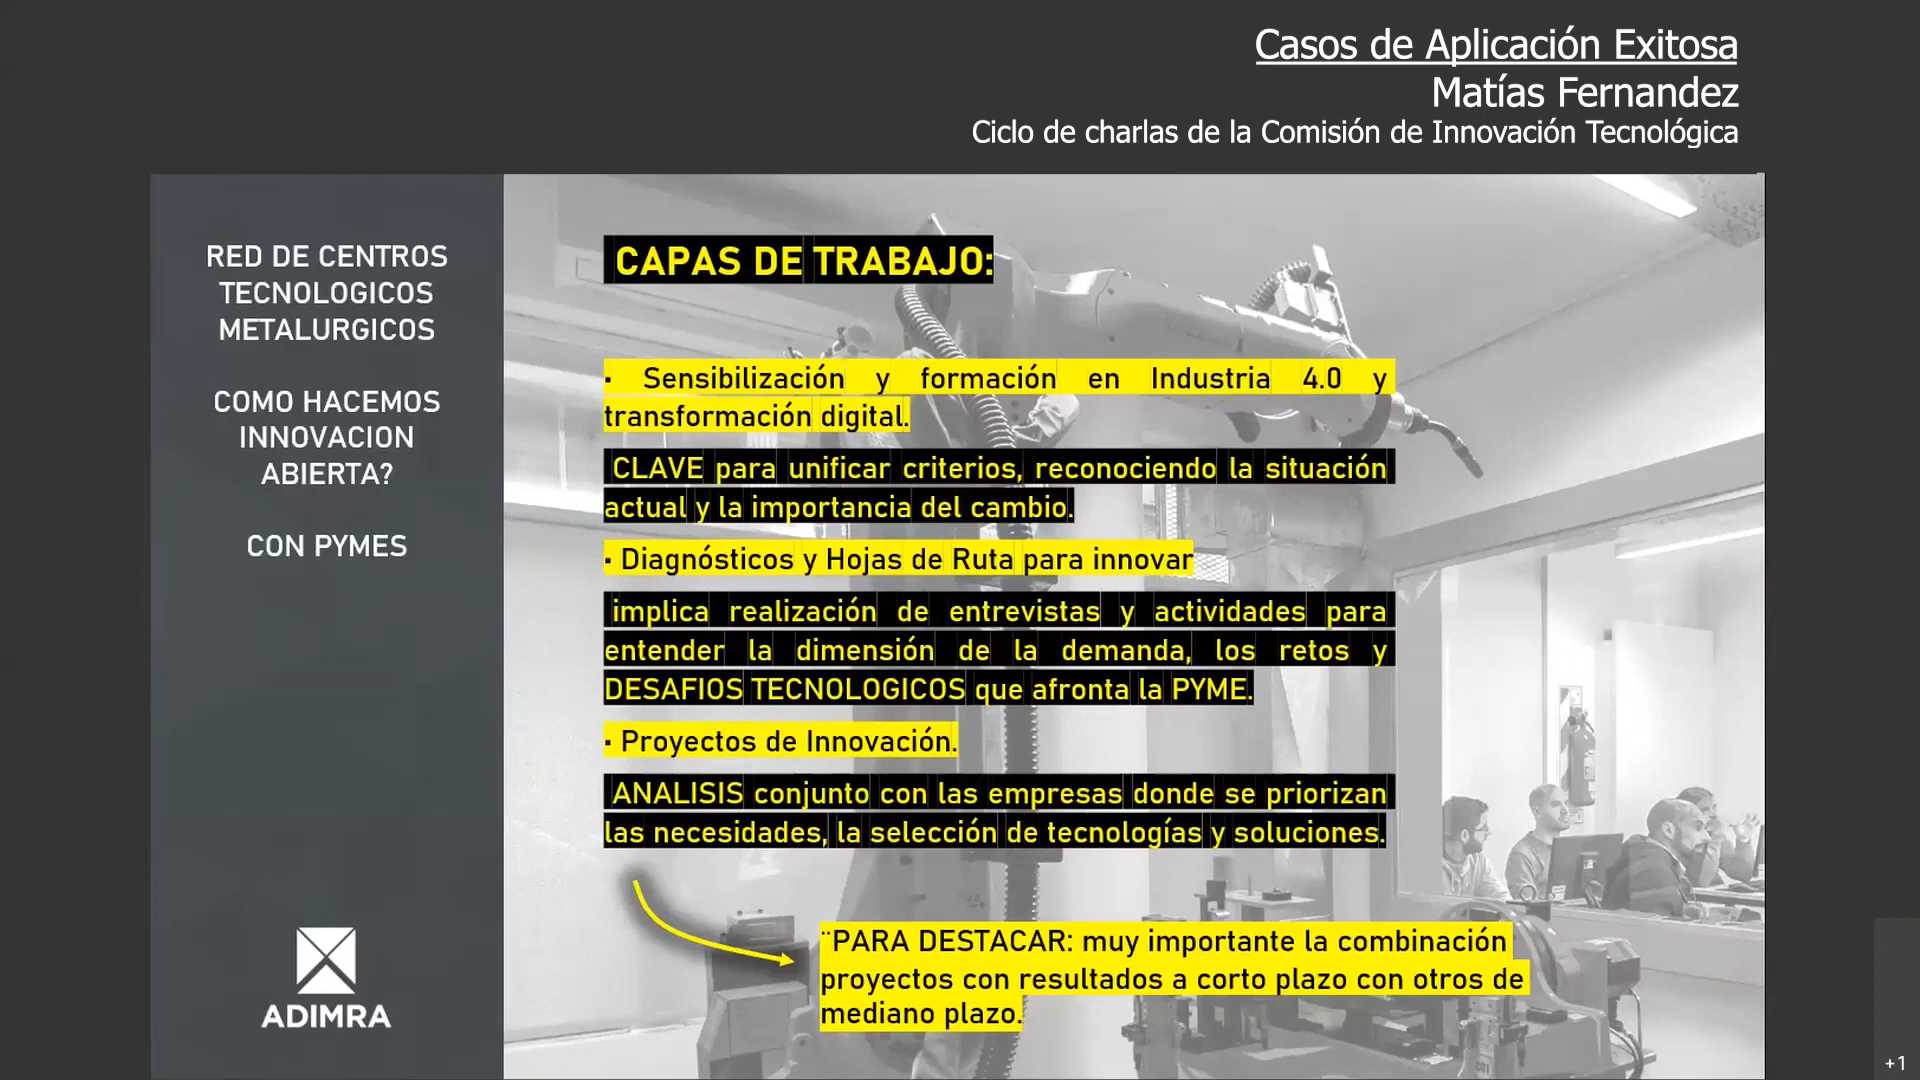 Casos de Aplicación Exitosa
Matías Fernandez
Ciclo de charlas de la Comisión de Innovación Tecnológica
RED DE CENTROS
TECNOLOGICOS
METALURGICOS
COMO HACEMOS
INNOVACION
ABIERTA?
CON PYMES
ADIMRA
CAPAS DE TRABAJO:
▪ Sensibilización y formación en Industria 4.0 y
transformación digital.
CLAVE para unificar criterios, reconociendo la situación
actual y la importancia del cambio.
▪ Diagnósticos y Hojas de Ruta para innovar
implica realización de entrevistas y actividades para
entender la dimensión de la demanda, los retos y
DESAFIOS TECNOLOGICOS que afronta la PYME.
▪ Proyectos de Innovación.
ANALISIS conjunto con las empresas donde se priorizan
las necesidades, la selección de tecnologías y soluciones.
¨PARA DESTACAR: muy importante la combinación
proyectos con resultados a corto plazo con otros de
mediano plazo.
+1